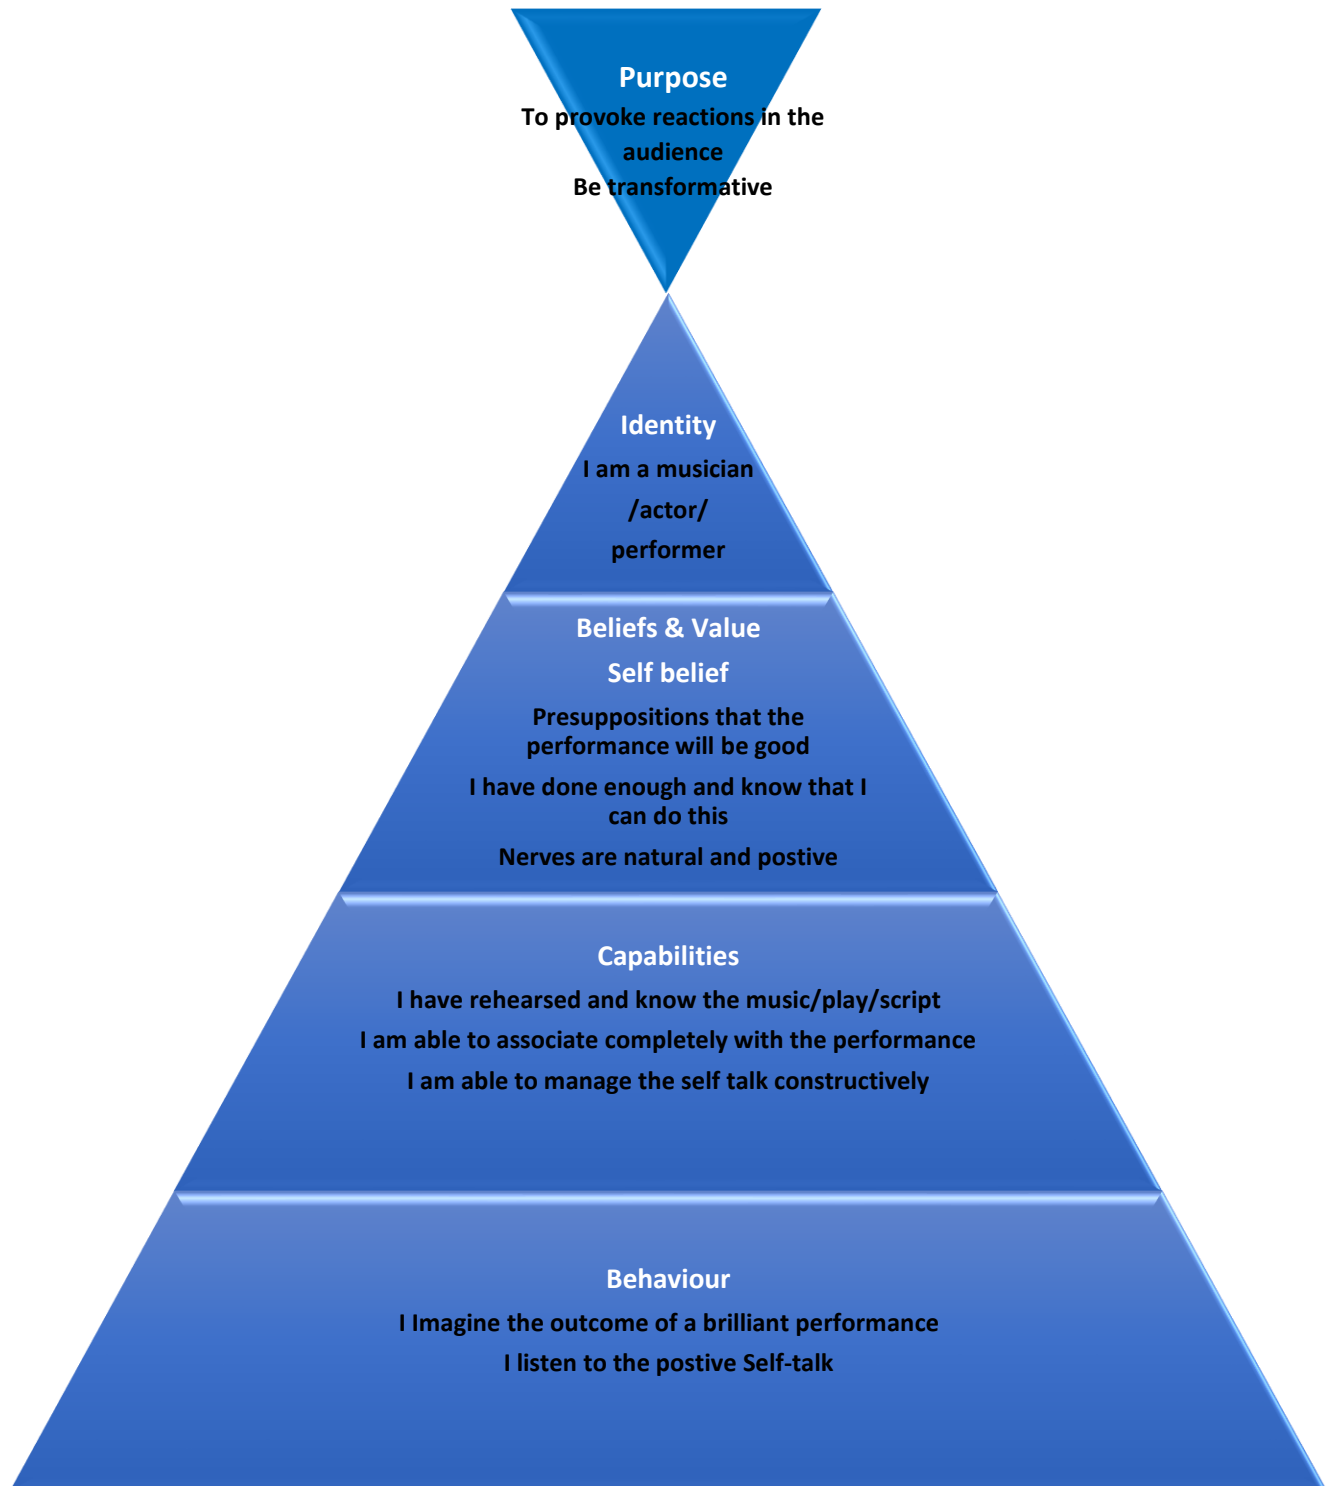 Purpose
To provoke reactions in the
audience
Be transformative
Identity
I am a musician
/actor/
performer
Beliefs & Value
Self belief
Presuppositions that the
performance will be good
I have done enough and know that I
can do this
Nerves are natural and postive
Capabilities
I have rehearsed and know the music/play/script
I am able to associate completely with the performance
I am able to manage the self talk constructively
Behaviour
I Imagine the outcome of a brilliant performance
I listen to the postive Self-talk